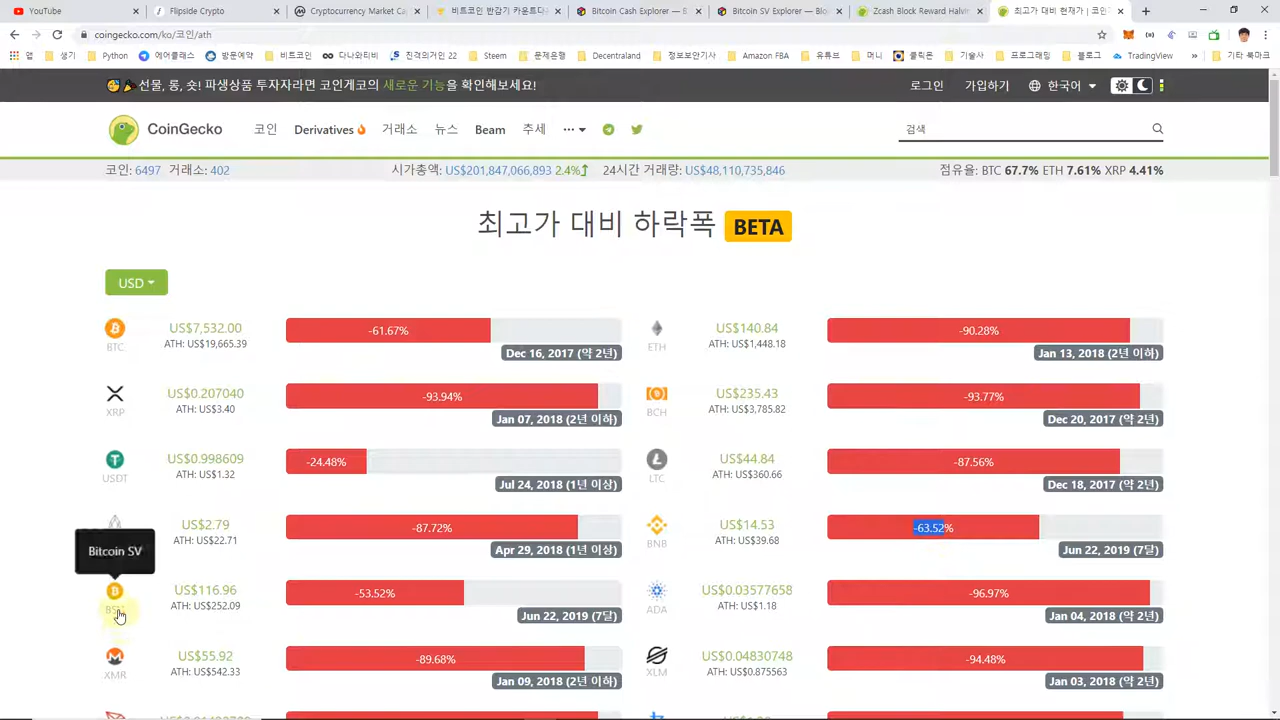 YouTube
Flipside Crypto
Cryptocurrency Market Ca
비트코인 반감기 카운트다운
Bitcoin Cash Explorer — B
Bitcoin SV Explorer — Blo
Zcash Block Reward Halvin
최고가 대비 현재가 | 코인
coingecko.com/ko/코인/ath
앱
생기
Python
에어클래스
방문예약
비트코인
다나와티비
진격의거인 22
Steem
문제은행
Decentraland
정보보안기사
Amazon FBA
유튜브
머니
클릭몬
기술사
프로그래밍
블로그
TradingView
기타 북마크
선물, 롱, 숏! 파생상품 투자자라면 코인게코의 새로운 기능을 확인해보세요!
로그인
가입하기
한국어
CoinGecko
코인
Derivatives
거래소
뉴스
Beam
추세
검색
코인: 6497 거래소: 402
시가총액: US$201,847,066,893 2.4%
24시간 거래량: US$48,110,735,846
점유율: BTC 67.7% ETH 7.61% XRP 4.41%
최고가 대비 하락폭 BETA
USD
BTC
US$7,532.00
ATH: US$19,665.39
-61.67%
Dec 16, 2017 (약 2년)
ETH
US$140.84
ATH: US$1,448.18
-90.28%
Jan 13, 2018 (2년 이하)
XRP
US$0.207040
ATH: US$3.40
-93.94%
Jan 07, 2018 (2년 이하)
BCH
US$235.43
ATH: US$3,785.82
-93.77%
Dec 20, 2017 (약 2년)
USDT
US$0.998609
ATH: US$1.32
-24.48%
Jul 24, 2018 (1년 이상)
LTC
US$44.84
ATH: US$360.66
-87.56%
Dec 18, 2017 (약 2년)
US$2.79
ATH: US$22.71
-87.72%
Apr 29, 2018 (1년 이상)
BNB
US$14.53
ATH: US$39.68
-63.52%
Jun 22, 2019 (7달)
Bitcoin SV
US$116.96
ATH: US$252.09
-53.52%
Jun 22, 2019 (7달)
ADA
US$0.03577658
ATH: US$1.18
-96.97%
Jan 04, 2018 (약 2년)
XMR
US$55.92
ATH: US$542.33
-89.68%
Jan 09, 2018 (2년 이하)
XLM
US$0.04830748
ATH: US$0.875563
-94.48%
Jan 03, 2018 (약 2년)